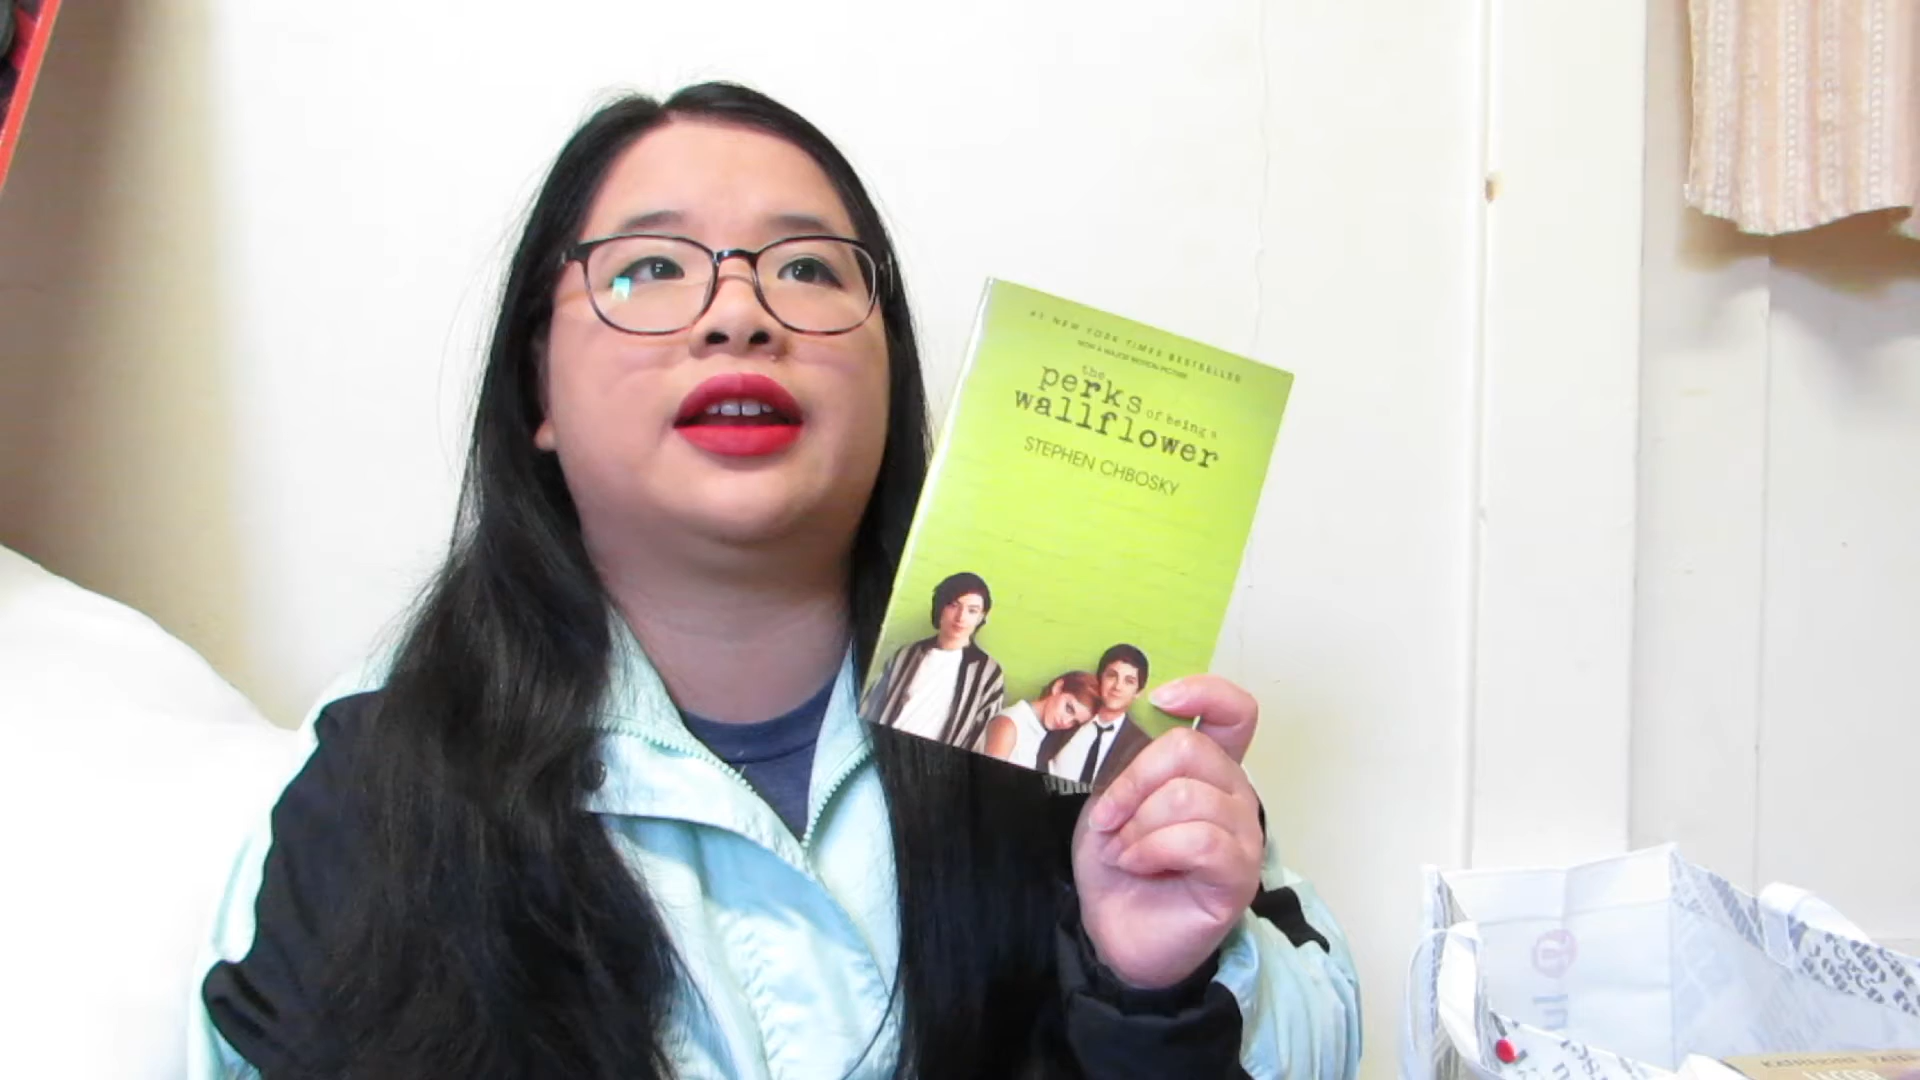 #1 NEW YORK TIMES BESTSELLER
NOW A MAJOR MOTION PICTURE
the
perks of being a
wallflower
STEPHEN CHBOSKY